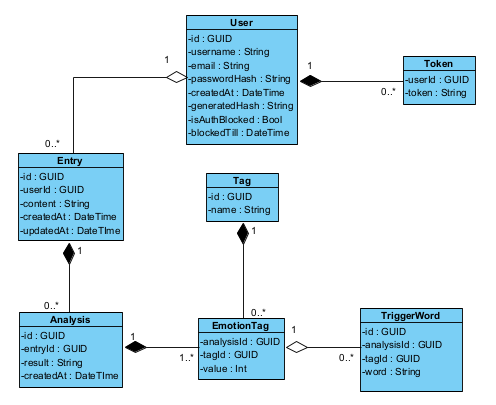 User
-id : GUID
-username : String
-email : String
-passwordHash : String
-createdAt : DateTime
-generatedHash : String
-isAuthBlocked : Bool
-blockedTill : DateTime
1
0..*
1
0..*
Token
-userId : GUID
-token : String
Entry
-id : GUID
-userId : GUID
-content : String
-createdAt : DateTime
-updatedAt : DateTIme
1
0..*
Tag
-id : GUID
-name : String
1
0..*
Analysis
-id : GUID
-entryId : GUID
-result : String
-createdAt : DateTIme
1
1..*
EmotionTag
-analysisId : GUID
-tagId : GUID
-value : Int
1
0..*
TriggerWord
-id : GUID
-analysisId : GUID
-tagId : GUID
-word : String